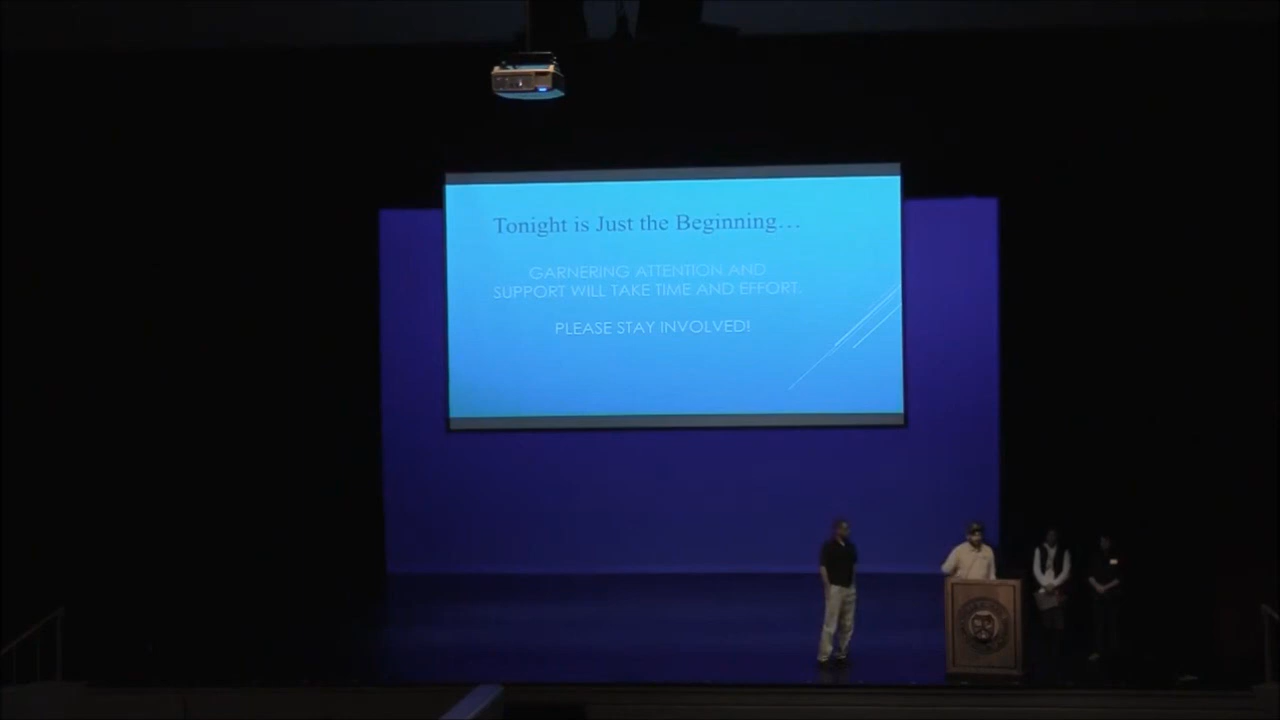 Tonight is Just the Beginning…
GARNERING ATTENTION AND
SUPPORT WILL TAKE TIME AND EFFORT.
PLEASE STAY INVOLVED!